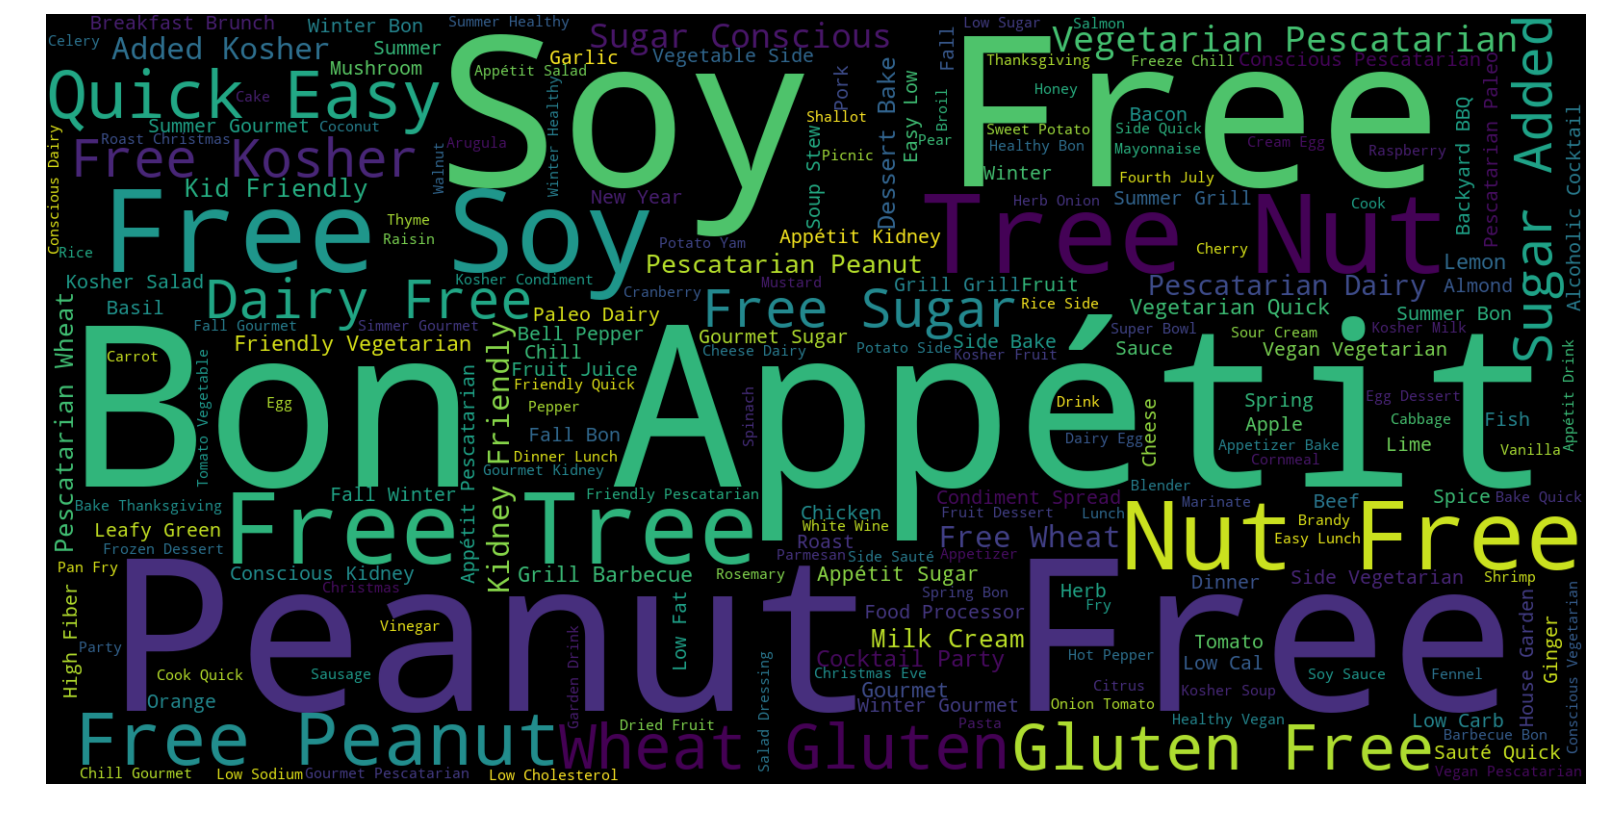 Breakfast Brunch
Winter Bon
Summer Healthy
Sugar Conscious
Low Sugar
Salmon
Vegetarian Pescatarian
Celery
Added Kosher
Summer
Garlic
Vegetable Side
Fall
Thanksgiving
Freeze Chill
Conscious Pescatarian
Mushroom
Appétit Salad
Soy Free
Quick Easy
Cake
Pork
Dessert Bake
Easy Low
Broil
Honey
Bacon
Sugar Added
Summer Gourmet
Coconut
Shallot
Sweet Potato
Side Quick
Backyard BBQ
Pescatarian Paleo
Roast Christmas
Arugula
Winter Healthy
Pear
Healthy Bon
Mayonnaise
Cream Egg
Raspberry
Conscious Dairy
Free Kosher
Walnut
Picnic
Soup Stew
Winter
Fourth July
Alcoholic Cocktail
Kid Friendly
New Year
Herb Onion
Summer Grill
Cook
Free Soy
Thyme
Raisin
Tree Nut
Rice
Potato Yam
Appétit Kidney
Cherry
Pescatarian Peanut
Lemon
Kosher Salad
Kosher Condiment
Mustard
Grill Grill
Fruit
Pescatarian Dairy
Almond
Basil
Dairy Free
Cranberry
Free Sugar
Rice Side
Vegetarian Quick
Summer Bon
Fall Gourmet
Simmer Gourmet
Paleo Dairy
Bell Pepper
Gourmet Sugar
Side Bake
Super Bowl
Sour Cream
Kosher Milk
Pescatarian Wheat
Carrot
Friendly Vegetarian
Chill
Cheese Dairy
Potato Side
Kosher Fruit
Sauce
Vegan Vegetarian
Fruit Juice
Friendly Quick
Bon Appétit
Egg
Tomato Vegetable
Appétit Pescatarian
Kidney Friendly
Pepper
Spinach
Drink
Spring
Egg Dessert
Appétit Drink
Fall Bon
Apple
Cabbage
Fish
Dinner Lunch
Dairy Egg
Cheese
Appetizer Bake
Lime
Vanilla
Gourmet Kidney
Cornmeal
Blender
Fall Winter
Friendly Pescatarian
Condiment Spread
Marinate
Beef
Spice
Bake Quick
Bake Thanksgiving
Chicken
Fruit Dessert
Lunch
Leafy Green
Free Tree
White Wine
Free Wheat
Nut Free
Brandy
Easy Lunch
Frozen Dessert
Roast
Parmesan
Side Sauté
Appetizer
Pan Fry
Conscious Kidney
Grill Barbecue
Rosemary
Appétit Sugar
Dinner
Side Vegetarian
Shrimp
Christmas
Peanut Free
Spring Bon
Herb
Food Processor
Fry
High Fiber
Vinegar
Low Fat
Milk Cream
Tomato
House Garden
Ginger
Conscious Vegetarian
Party
Cocktail Party
Hot Pepper
Low Cal
Cook Quick
Sausage
Garden Drink
Salad Dressing
Christmas Eve
Soy Sauce
Fennel
Orange
Gourmet
Citrus
Kosher Soup
Winter Gourmet
Onion Tomato
Free Peanut
Dried Fruit
Pasta
Healthy Vegan
Low Carb
Wheat Gluten
Gluten Free
Barbecue Bon
Sauté Quick
Chill Gourmet
Low Sodium
Gourmet Pescatarian
Low Cholesterol
Vegan Pescatarian